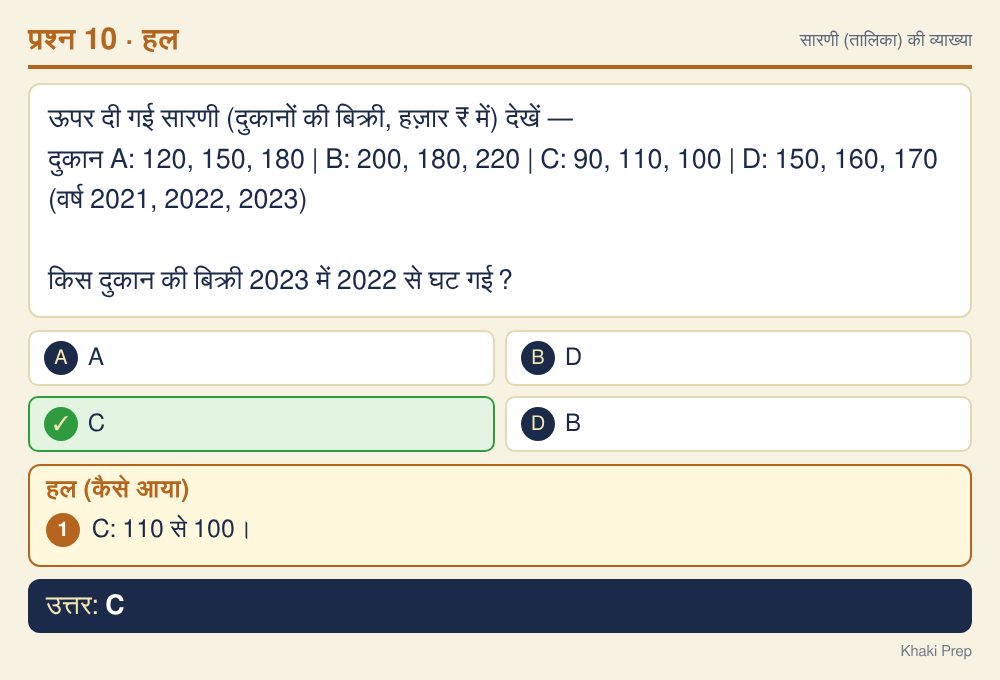 प्रश्न 10 · हल
सारणी (तालिका) की व्याख्या
ऊपर दी गई सारणी (दुकानों की बिक्री, हज़ार ₹ में) देखें —
दुकान A: 120, 150, 180 | B: 200, 180, 220 | C: 90, 110, 100 | D: 150, 160, 170
(वर्ष 2021, 2022, 2023)
किस दुकान की बिक्री 2023 में 2022 से घट गई ?
A A
B D
✓ C
D B
हल (कैसे आया)
1 C: 110 से 100।
उत्तर: C
Khaki Prep